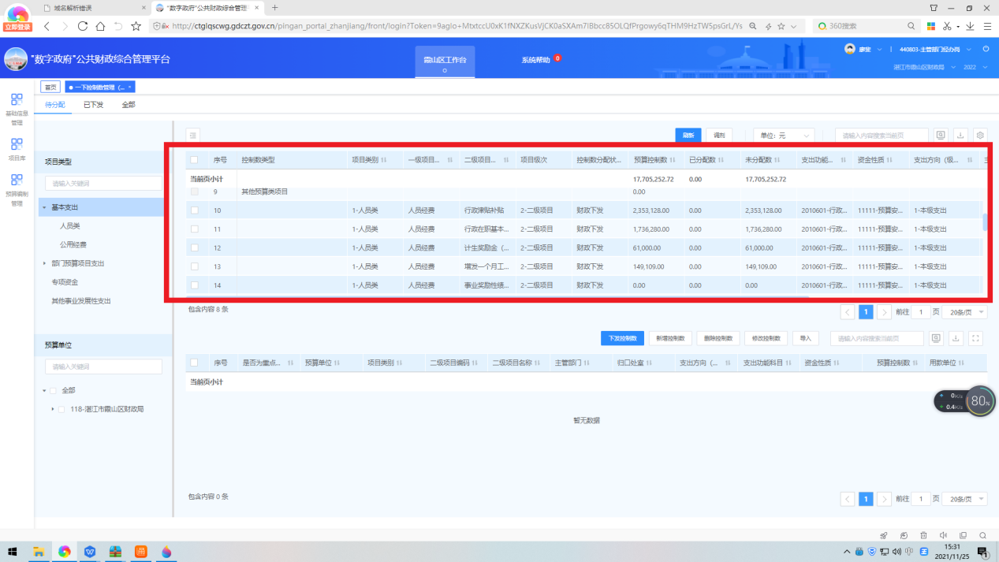 域名解析错误
"数字政府"公共财政综合管理平
立即登录
http://ctglqscwg.gdczt.gov.cn/pingan_portal_zhanjiang/front/login?Token=
360搜索
"数字政府"公共财政综合管理平台
霞山区工作台
系统帮助 0
440803-主管部门经办岗
湛江市霞山区财政局 2022
首页 一下控制数管理（...
基础信息管理
项目库
预算编制管理
待分配 已下发 全部
刷新 调剂 单位：元 请输入内容搜索当前页
项目类型
请输入关键词
基本支出
人员类
公用经费
部门预算项目支出
专项资金
其他事业发展性支出
预算单位
请输入关键词
全部
118-湛江市霞山区财政局
序号 控制数类型 项目类别 一级项目... 二级项目... 项目级次 控制数分配状... 预算控制数 已分配数 未分配数 支出功能... 资金性质 支出方向（级...
当前页小计 17,705,252.72 0.00 17,705,252.72
9 其他预算类项目 0.00
10 1-人员类 人员经费 行政津贴补贴 2-二级项目 财政下发 2,353,128.00 0.00 2,353,128.00 2010601-行政... 11111-预算安... 1-本级支出
11 1-人员类 人员经费 行政在职基本... 2-二级项目 财政下发 1,736,280.00 0.00 1,736,280.00 2010601-行政... 11111-预算安... 1-本级支出
12 1-人员类 人员经费 计生奖励金（... 2-二级项目 财政下发 61,000.00 0.00 61,000.00 2010601-行政... 11111-预算安... 1-本级支出
13 1-人员类 人员经费 增发一个月工... 2-二级项目 财政下发 149,109.00 0.00 149,109.00 2010601-行政... 11111-预算安... 1-本级支出
14 1-人员类 人员经费 事业奖励性绩... 2-二级项目 财政下发 0.00 0.00 0.00 2010601-行政... 11111-预算安... 1-本级支出
包含内容 8 条
1 前往 1 页 20条/页
下发控制数 新增控制数 删除控制数 修改控制数 导入 请输入内容搜索当前页
序号 是否为重点... 预算单位 项目类别 二级项目编码 二级项目名称 主管部门 归口处室 支出方向（... 支出功能科目 资金性质 预算控制数 用款单位
当前页小计
暂无数据
0K/s
0.4K/s
80%
包含内容 0 条
1 前往 1 页 20条/页
15:31
2021/11/25